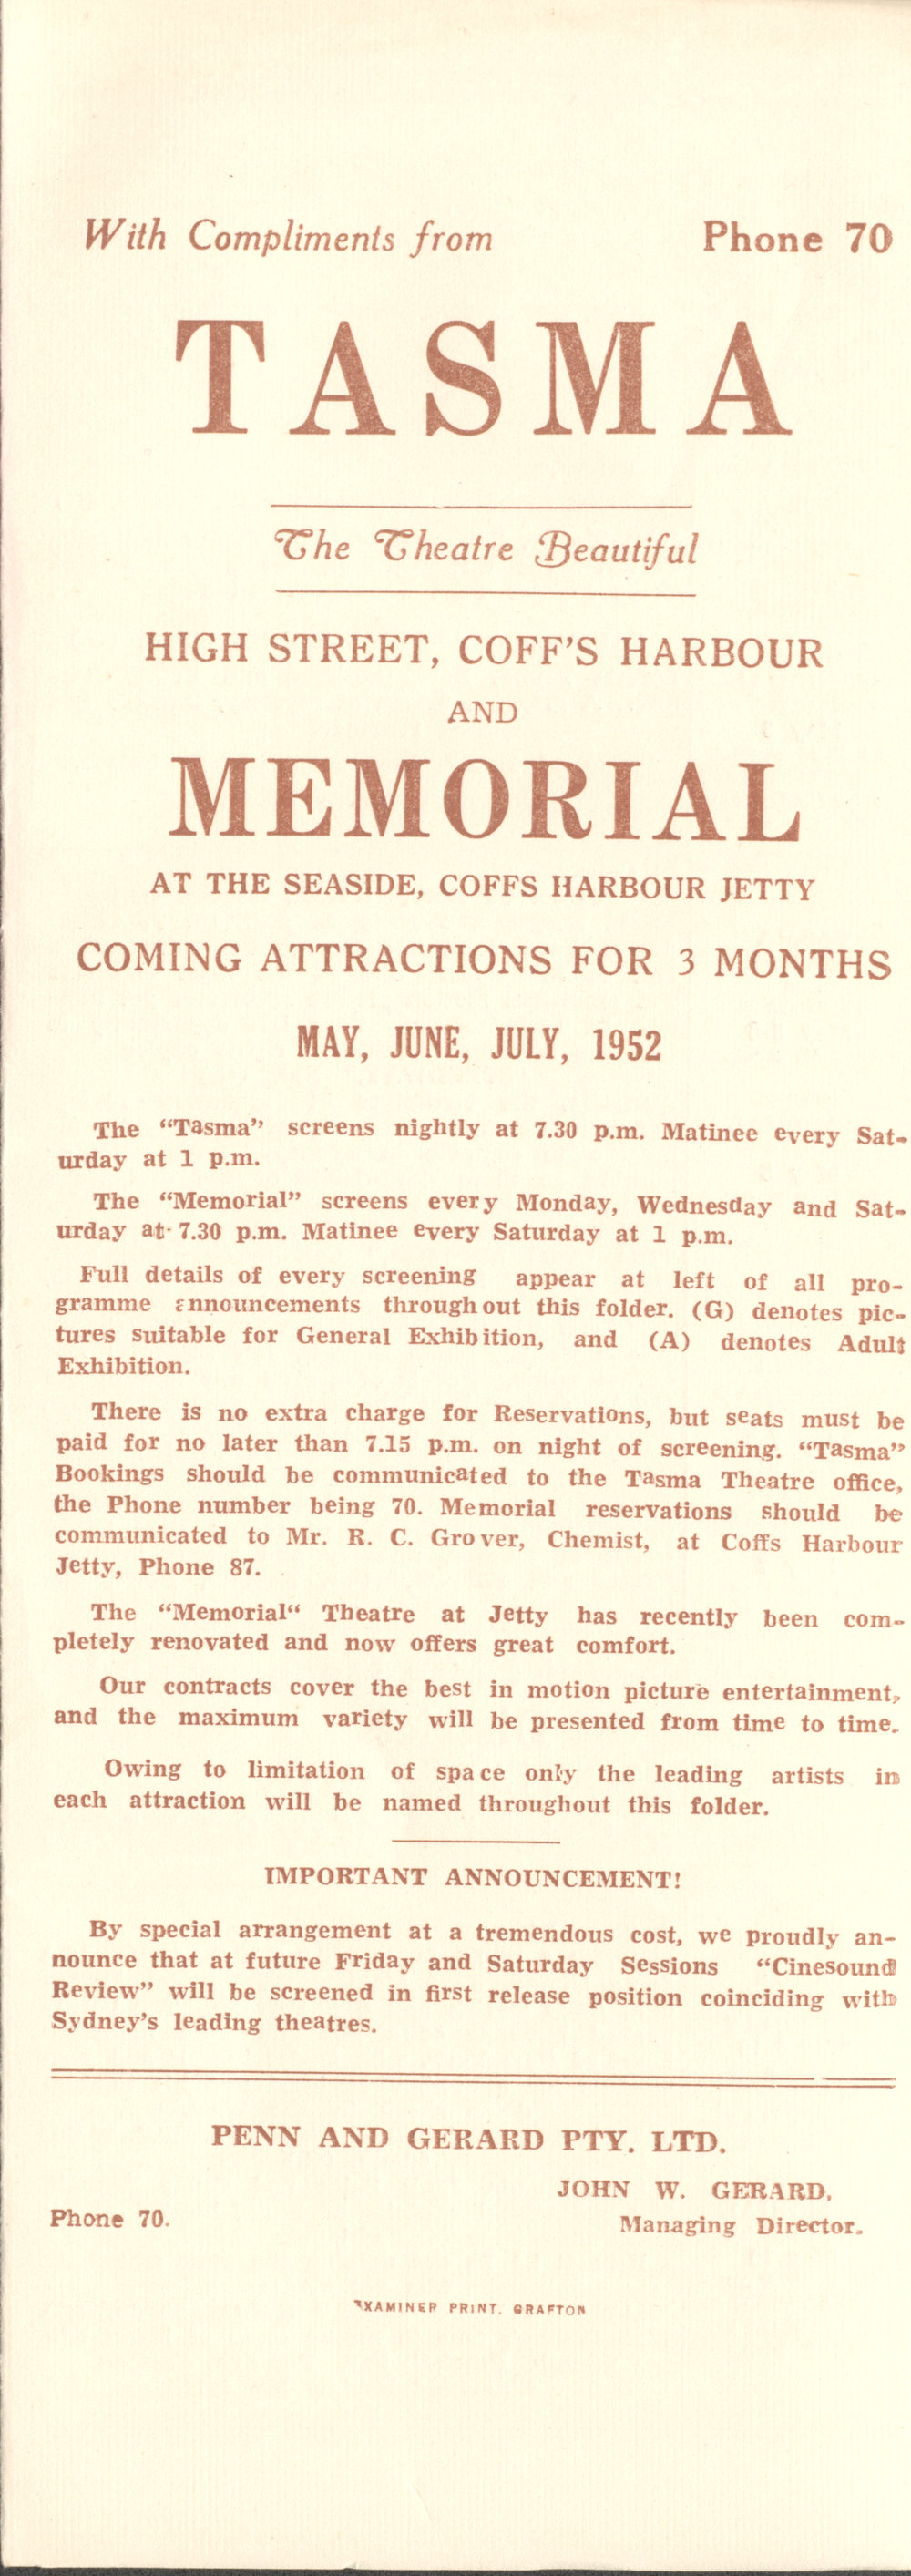 With Compliments from Phone 70
TASMA
The Theatre Beautiful
HIGH STREET, COFF'S HARBOUR
AND
MEMORIAL
AT THE SEASIDE, COFFS HARBOUR JETTY
COMING ATTRACTIONS FOR 3 MONTHS
MAY, JUNE, JULY, 1952
The "Tasma" screens nightly at 7.30 p.m. Matinee every Sat-
urday at 1 p.m.
The "Memorial" screens every Monday, Wednesday and Sat-
urday at 7.30 p.m. Matinee every Saturday at 1 p.m.
Full details of every screening appear at left of all pro-
gramme announcements throughout this folder. (G) denotes pic-
tures suitable for General Exhibition, and (A) denotes Adult
Exhibition.
There is no extra charge for Reservations, but seats must be
paid for no later than 7.15 p.m. on night of screening. "Tasma"
Bookings should be communicated to the Tasma Theatre office,
the Phone number being 70. Memorial reservations should be
communicated to Mr. R. C. Grover, Chemist, at Coffs Harbour
Jetty, Phone 87.
The "Memorial" Theatre at Jetty has recently been com-
pletely renovated and now offers great comfort.
Our contracts cover the best in motion picture entertainment,
and the maximum variety will be presented from time to time.
Owing to limitation of space only the leading artists in
each attraction will be named throughout this folder.
IMPORTANT ANNOUNCEMENT!
By special arrangement at a tremendous cost, we proudly an-
nounce that at future Friday and Saturday Sessions "Cinesound
Review" will be screened in first release position coinciding with
Sydney's leading theatres.
PENN AND GERARD PTY. LTD.
JOHN W. GERARD,
Phone 70. Managing Director.
EXAMINER PRINT. GRAFTON